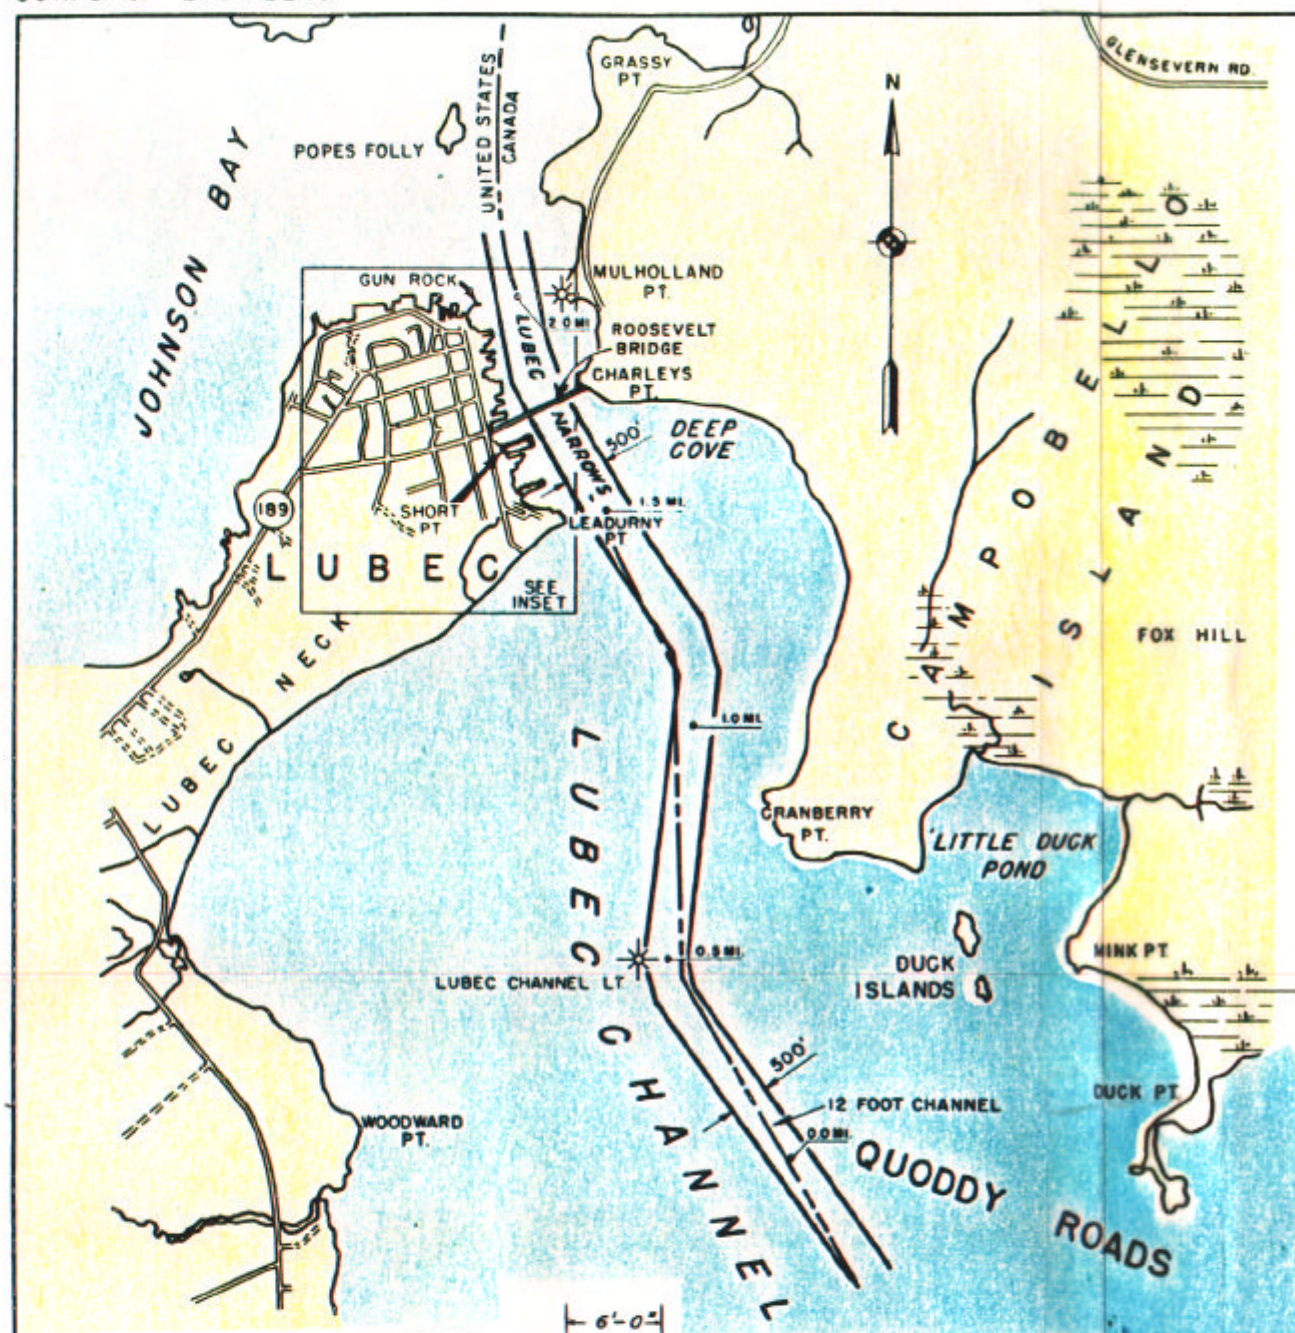 GRASSY
PT
GLENSEVERN RD.
UNITED STATES
CANADA
N
POPES FOLLY
JOHNSON BAY
GUN ROCK
MULHOLLAND
PT.
2.0 MI.
ROOSEVELT
BRIDGE
CHARLEYS
PT.
LUBEC
NARROWS
500'
DEEP
COVE
189
SHORT
PT
1.5 MI.
LEADURNY
PT
LUBEC
SEE
INSET
LUBEC NECK
CAMPOBELLO
ISLAND
FOX HILL
1.0 MI.
CRANBERRY
PT.
LITTLE DUCK
POND
LUBEC CHANNEL
0.5 MI.
LUBEC CHANNEL LT
DUCK
ISLANDS
MINK PT.
500'
DUCK PT.
12 FOOT CHANNEL
0.0 MI.
WOODWARD
PT.
QUODDY
ROADS
6'-0"